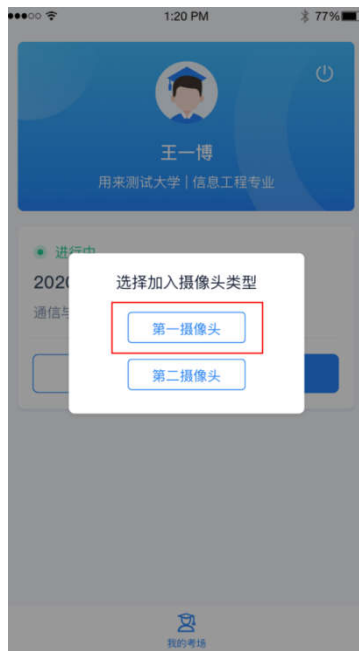 1:20 PM
77%
王一博
用来测试大学 | 信息工程专业
进行中
2020
通信与
选择加入摄像头类型
第一摄像头
第二摄像头
我的考场